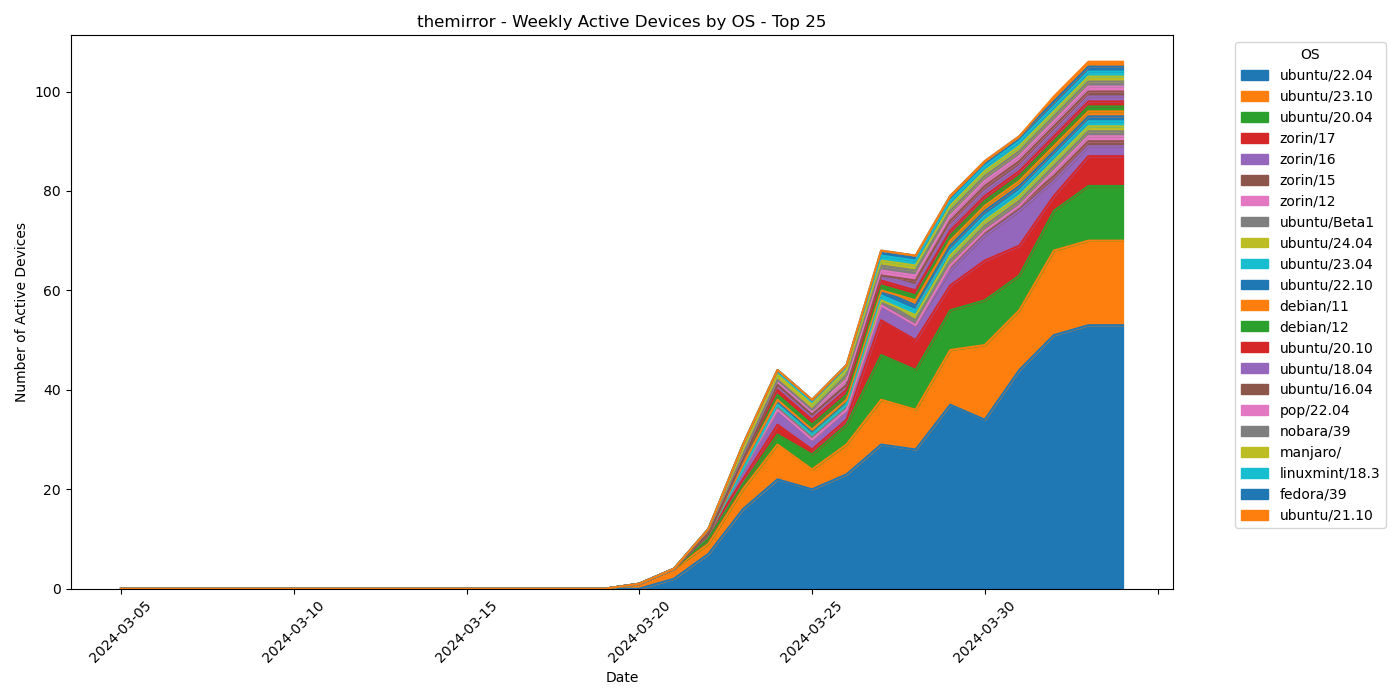 themirror - Weekly Active Devices by OS - Top 25
Number of Active Devices
100
80
60
40
20
0
2024-03-05
2024-03-10
2024-03-15
2024-03-20
2024-03-25
2024-03-30
Date
OS
ubuntu/22.04
ubuntu/23.10
ubuntu/20.04
zorin/17
zorin/16
zorin/15
zorin/12
ubuntu/Beta1
ubuntu/24.04
ubuntu/23.04
ubuntu/22.10
debian/11
debian/12
ubuntu/20.10
ubuntu/18.04
ubuntu/16.04
pop/22.04
nobara/39
manjaro/
linuxmint/18.3
fedora/39
ubuntu/21.10